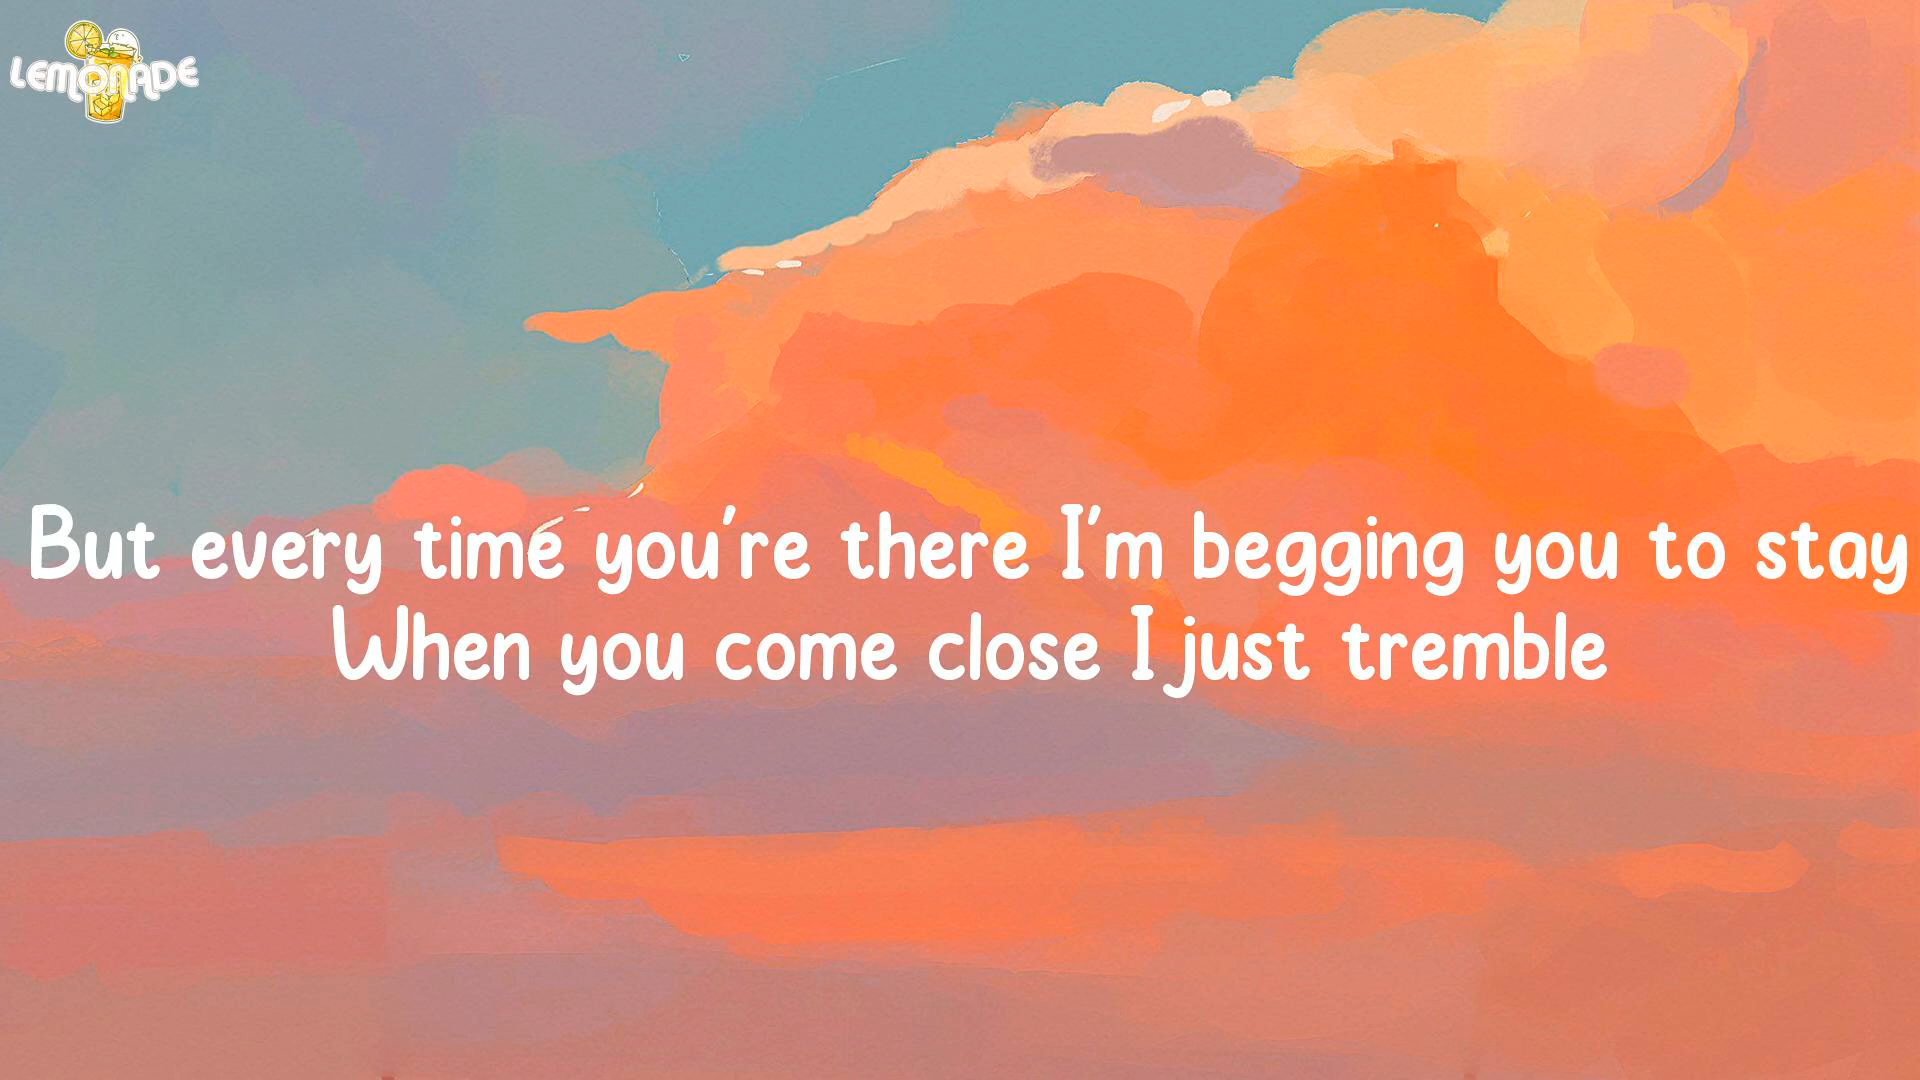 LEMONADE
But every time you're there I'm begging you to stay
When you come close I just tremble